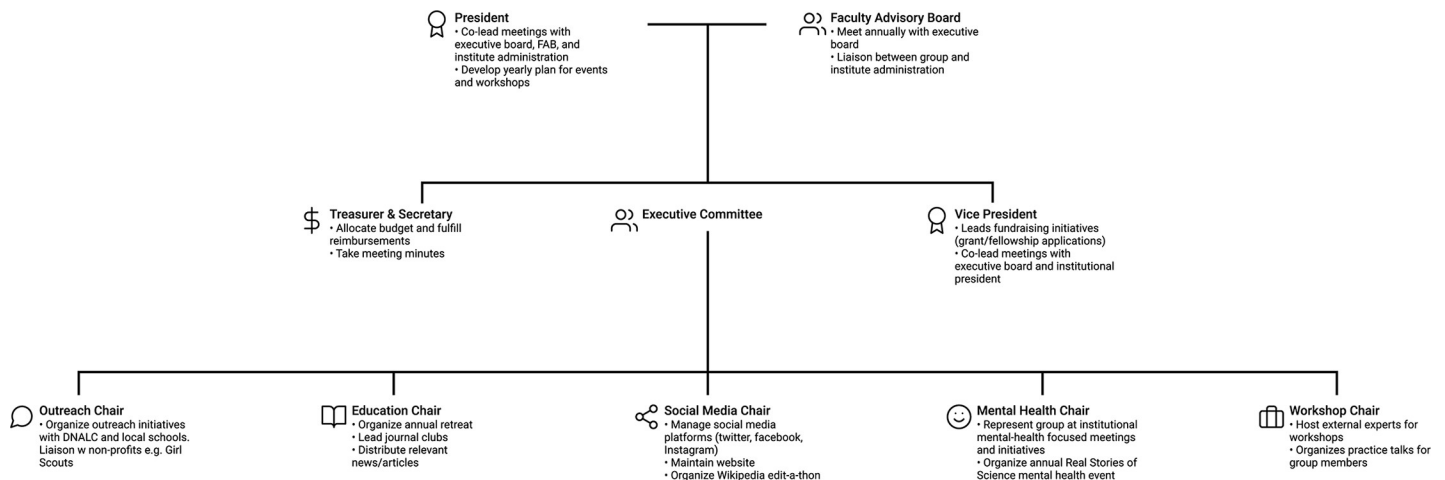 President
• Co-lead meetings with
executive board, FAB, and
institute administration
• Develop yearly plan for events
and workshops
Faculty Advisory Board
• Meet annually with executive
board
• Liaison between group and
institute administration
Treasurer & Secretary
• Allocate budget and fulfill
reimbursements
• Take meeting minutes
Executive Committee
Vice President
• Leads fundraising initiatives
(grant/fellowship applications)
• Co-lead meetings with
executive board and institutional
president
Outreach Chair
• Organize outreach initiatives
with DNALC and local schools.
Liaison w non-profits e.g. Girl
Scouts
Education Chair
• Organize annual retreat
• Lead journal clubs
• Distribute relevant
news/articles
Social Media Chair
• Manage social media
platforms (twitter, facebook,
Instagram)
• Maintain website
• Organize Wikipedia edit-a-thon
Mental Health Chair
• Represent group at institutional
mental-health focused meetings
and initiatives
• Organize annual Real Stories of
Science mental health event
Workshop Chair
• Host external experts for
workshops
• Organizes practice talks for
group members